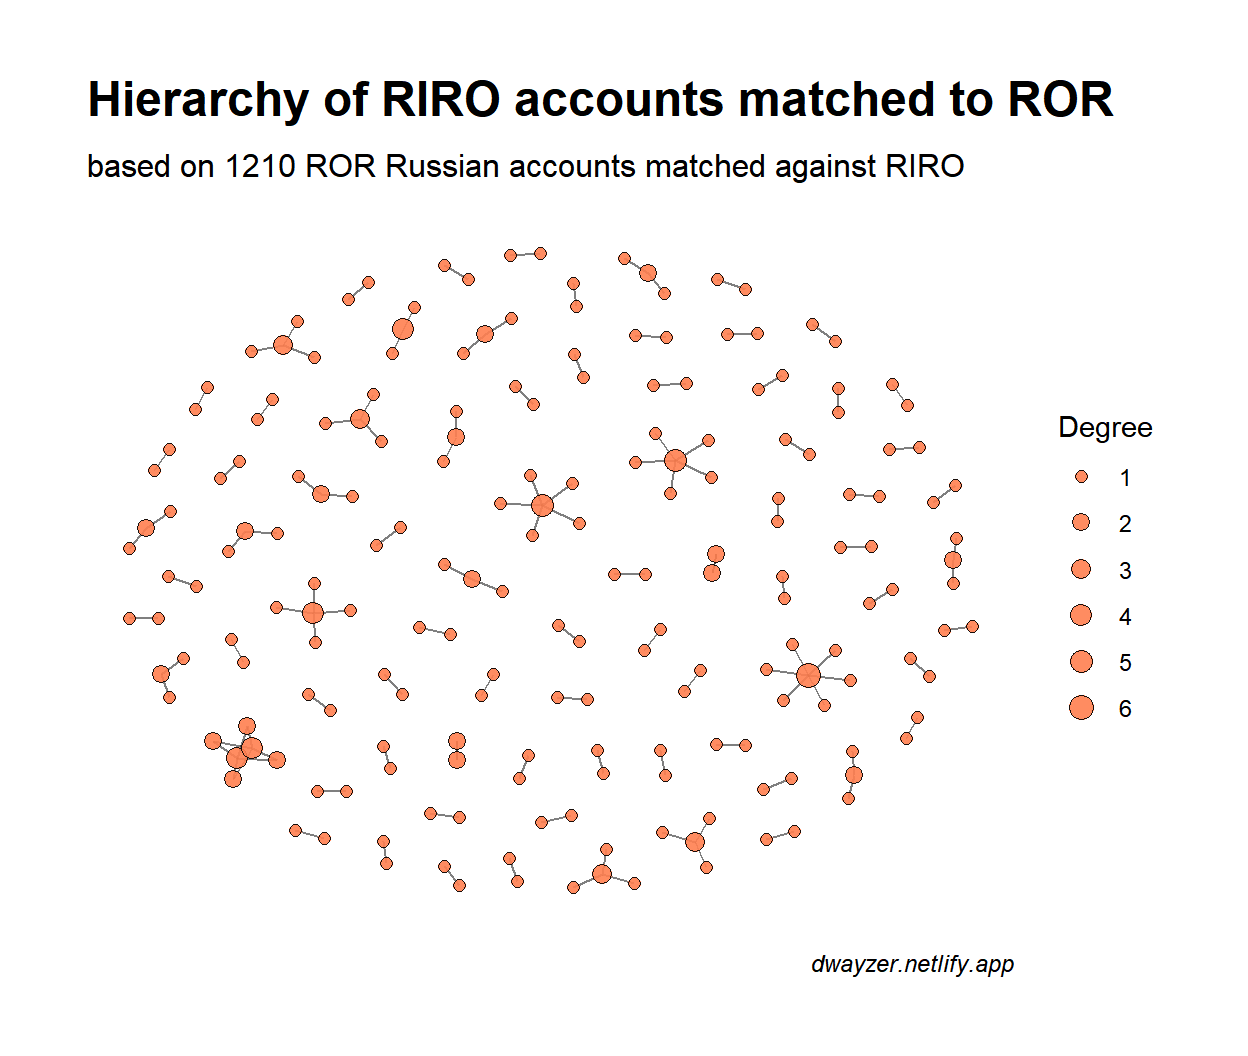 Hierarchy of RIRO accounts matched to ROR
based on 1210 ROR Russian accounts matched against RIRO
Degree
1
2
3
4
5
6
dwayzer.netlify.app